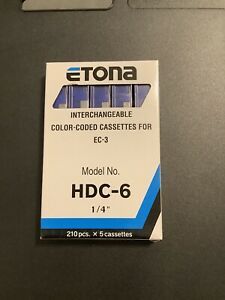 ETONA
INTERCHANGEABLE
COLOR-CODED CASSETTES FOR
EC-3
Model No.
HDC-6
1/4"
210 pcs. × 5 cassettes